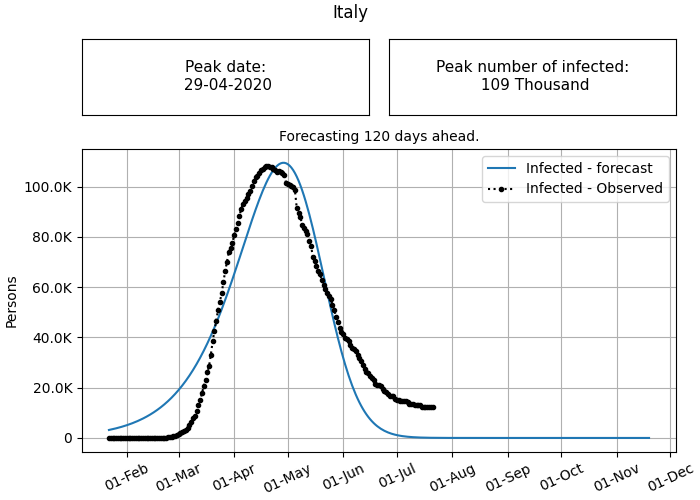 Italy
Peak date:
29-04-2020
Peak number of infected:
109 Thousand
Forecasting 120 days ahead.
Infected - forecast
Infected - Observed
Persons
100.0K
80.0K
60.0K
40.0K
20.0K
0
01-Feb
01-Mar
01-Apr
01-May
01-Jun
01-Jul
01-Aug
01-Sep
01-Oct
01-Nov
01-Dec